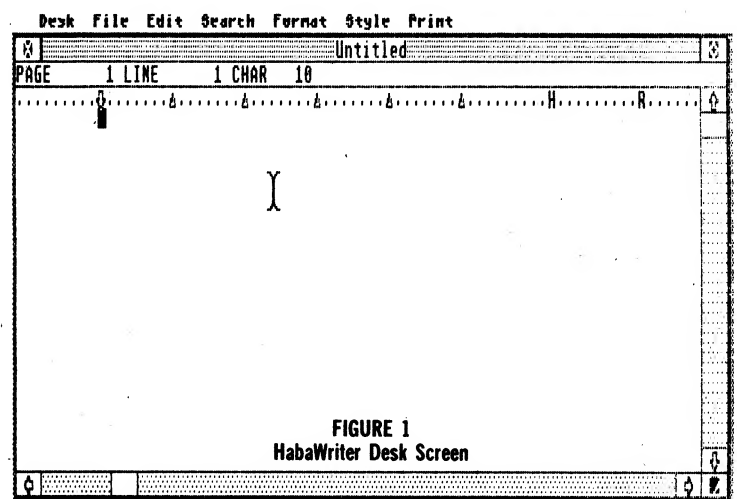 Desk File Edit Search Format Style Print
Untitled
PAGE 1 LINE 1 CHAR 10
H R
FIGURE 1
HabaWriter Desk Screen